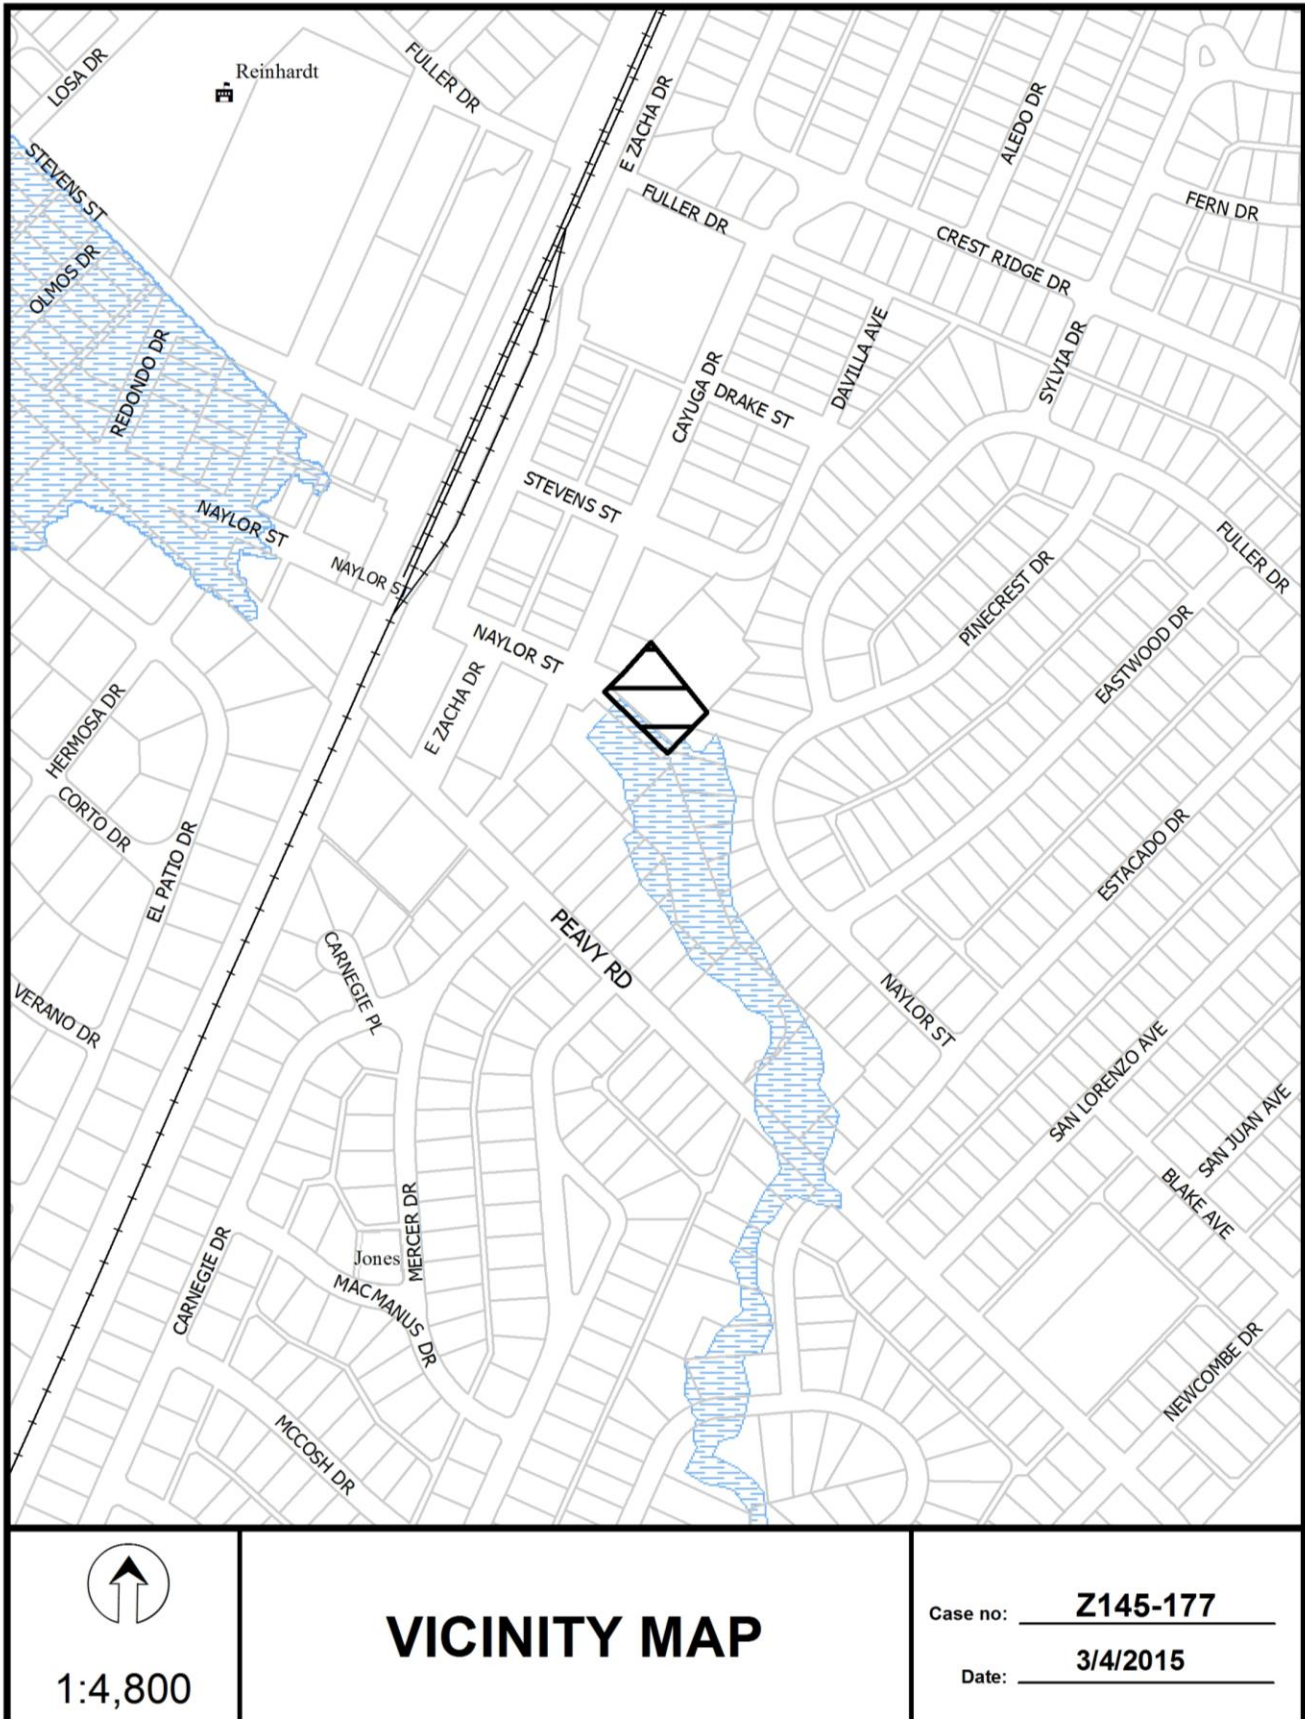 Reinhardt
LOSA DR
FULLER DR
E ZACHA DR
ALEDO DR
STEVENS ST
FULLER DR
FERN DR
CREST RIDGE DR
OLMOS DR
REDONDO DR
DAVILLA AVE
SYLVIA DR
CAYUGA DR
DRAKE ST
STEVENS ST
NAYLOR ST
NAYLOR ST
FULLER DR
PINECREST DR
NAYLOR ST
EASTWOOD DR
E ZACHA DR
HERMOSA DR
CORTO DR
EL PATIO DR
ESTACADO DR
PEAVY RD
CARNEGIE PL
VERANO DR
NAYLOR ST
SAN LORENZO AVE
SAN JUAN AVE
BLAKE AVE
MERCER DR
Jones
CARNEGIE DR
MACMANUS DR
NEWCOMBE DR
MCCOSH DR
1:4,800
VICINITY MAP
Case no: Z145-177
Date: 3/4/2015